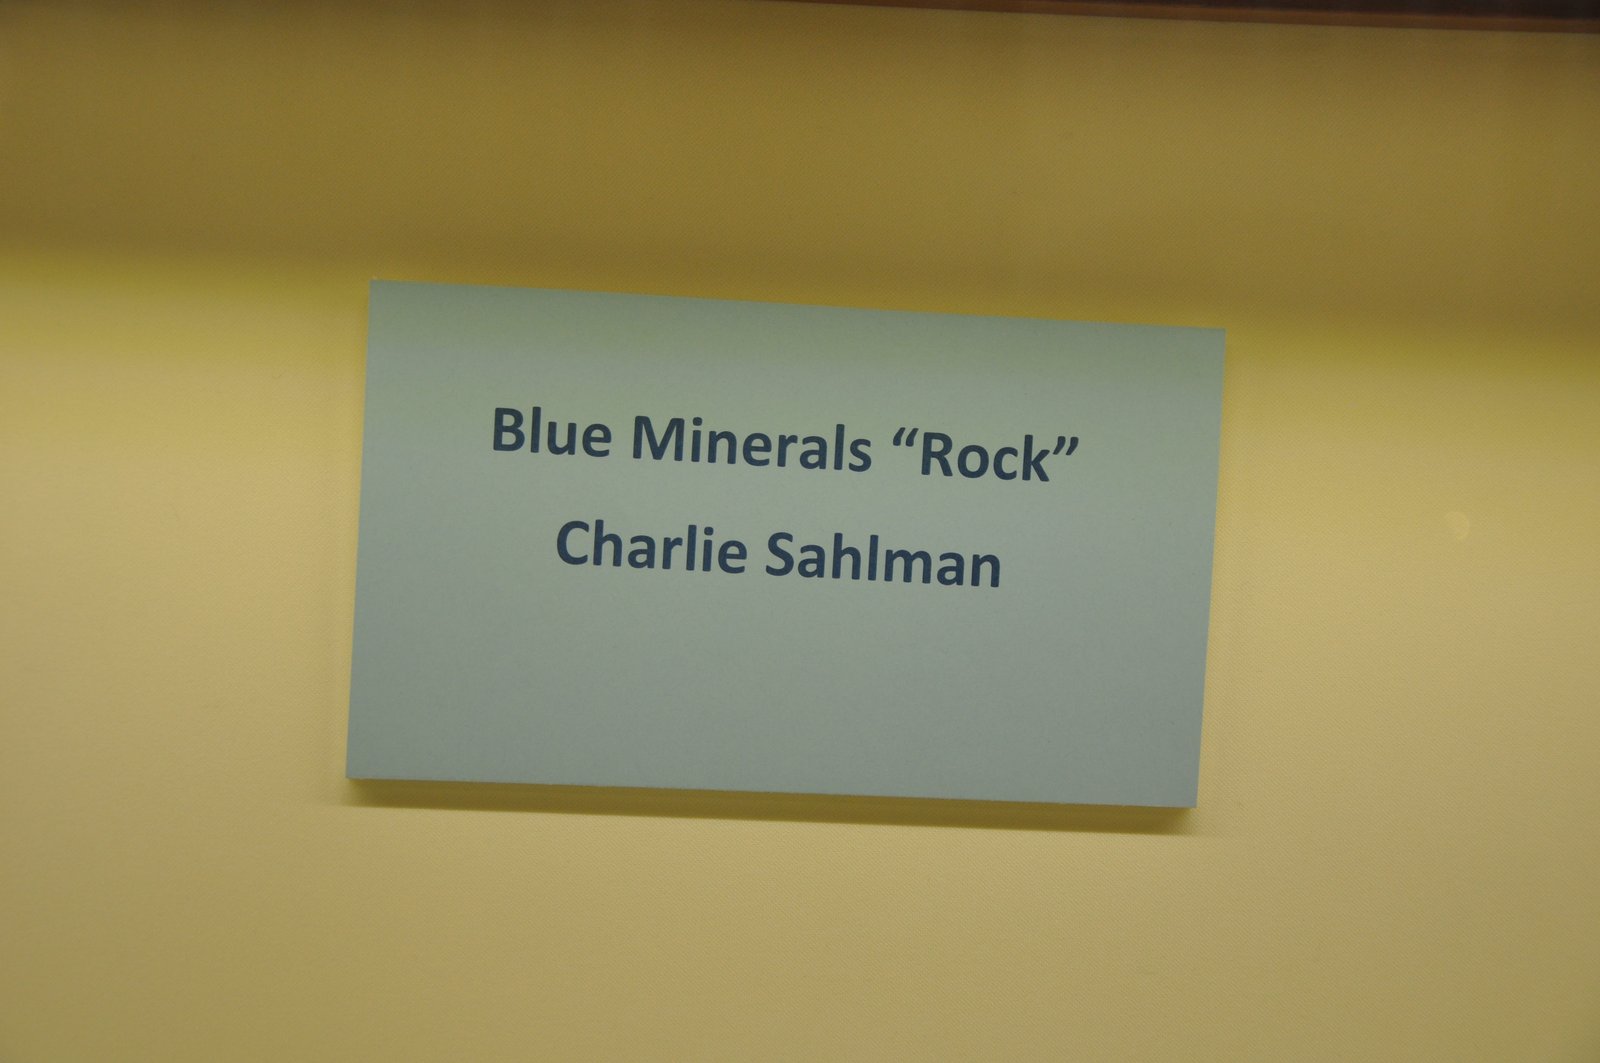 Blue Minerals “Rock”
Charlie Sahlman